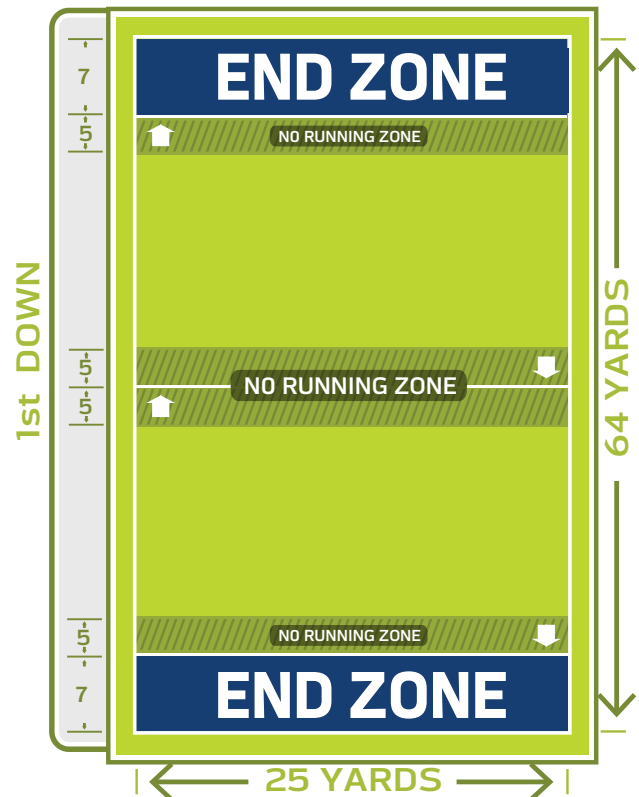 END ZONE
7
5
NO RUNNING ZONE
1st DOWN
64 YARDS
5
NO RUNNING ZONE
5
5
NO RUNNING ZONE
7
END ZONE
25 YARDS